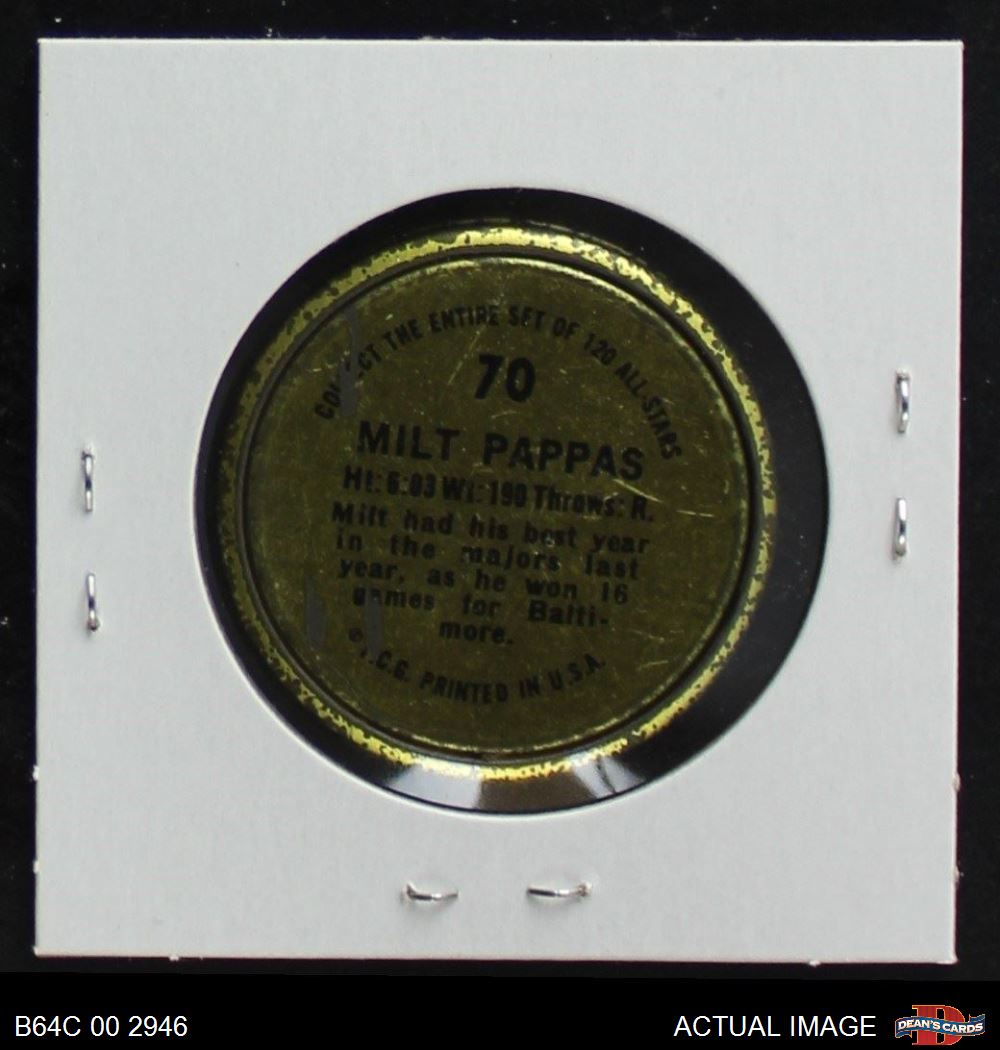 COLLECT THE ENTIRE SET OF 120 ALL-STARS
70
MILT PAPPAS
Ht: 6:03 Wt: 190 Throws: R.
Milt had his best year
in the majors last
year, as he won 16
games for Balti-
more.
© T.C.G. PRINTED IN U.S.A.
B64C 00 2946
ACTUAL IMAGE
D
DEAN'S CARDS